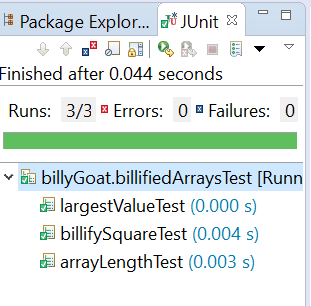 Package Explor... JUnit
Finished after 0.044 seconds
Runs: 3/3 Errors: 0 Failures: 0
billyGoat.billifiedArraysTest [Runn
largestValueTest (0.000 s)
billifySquareTest (0.004 s)
arrayLengthTest (0.003 s)